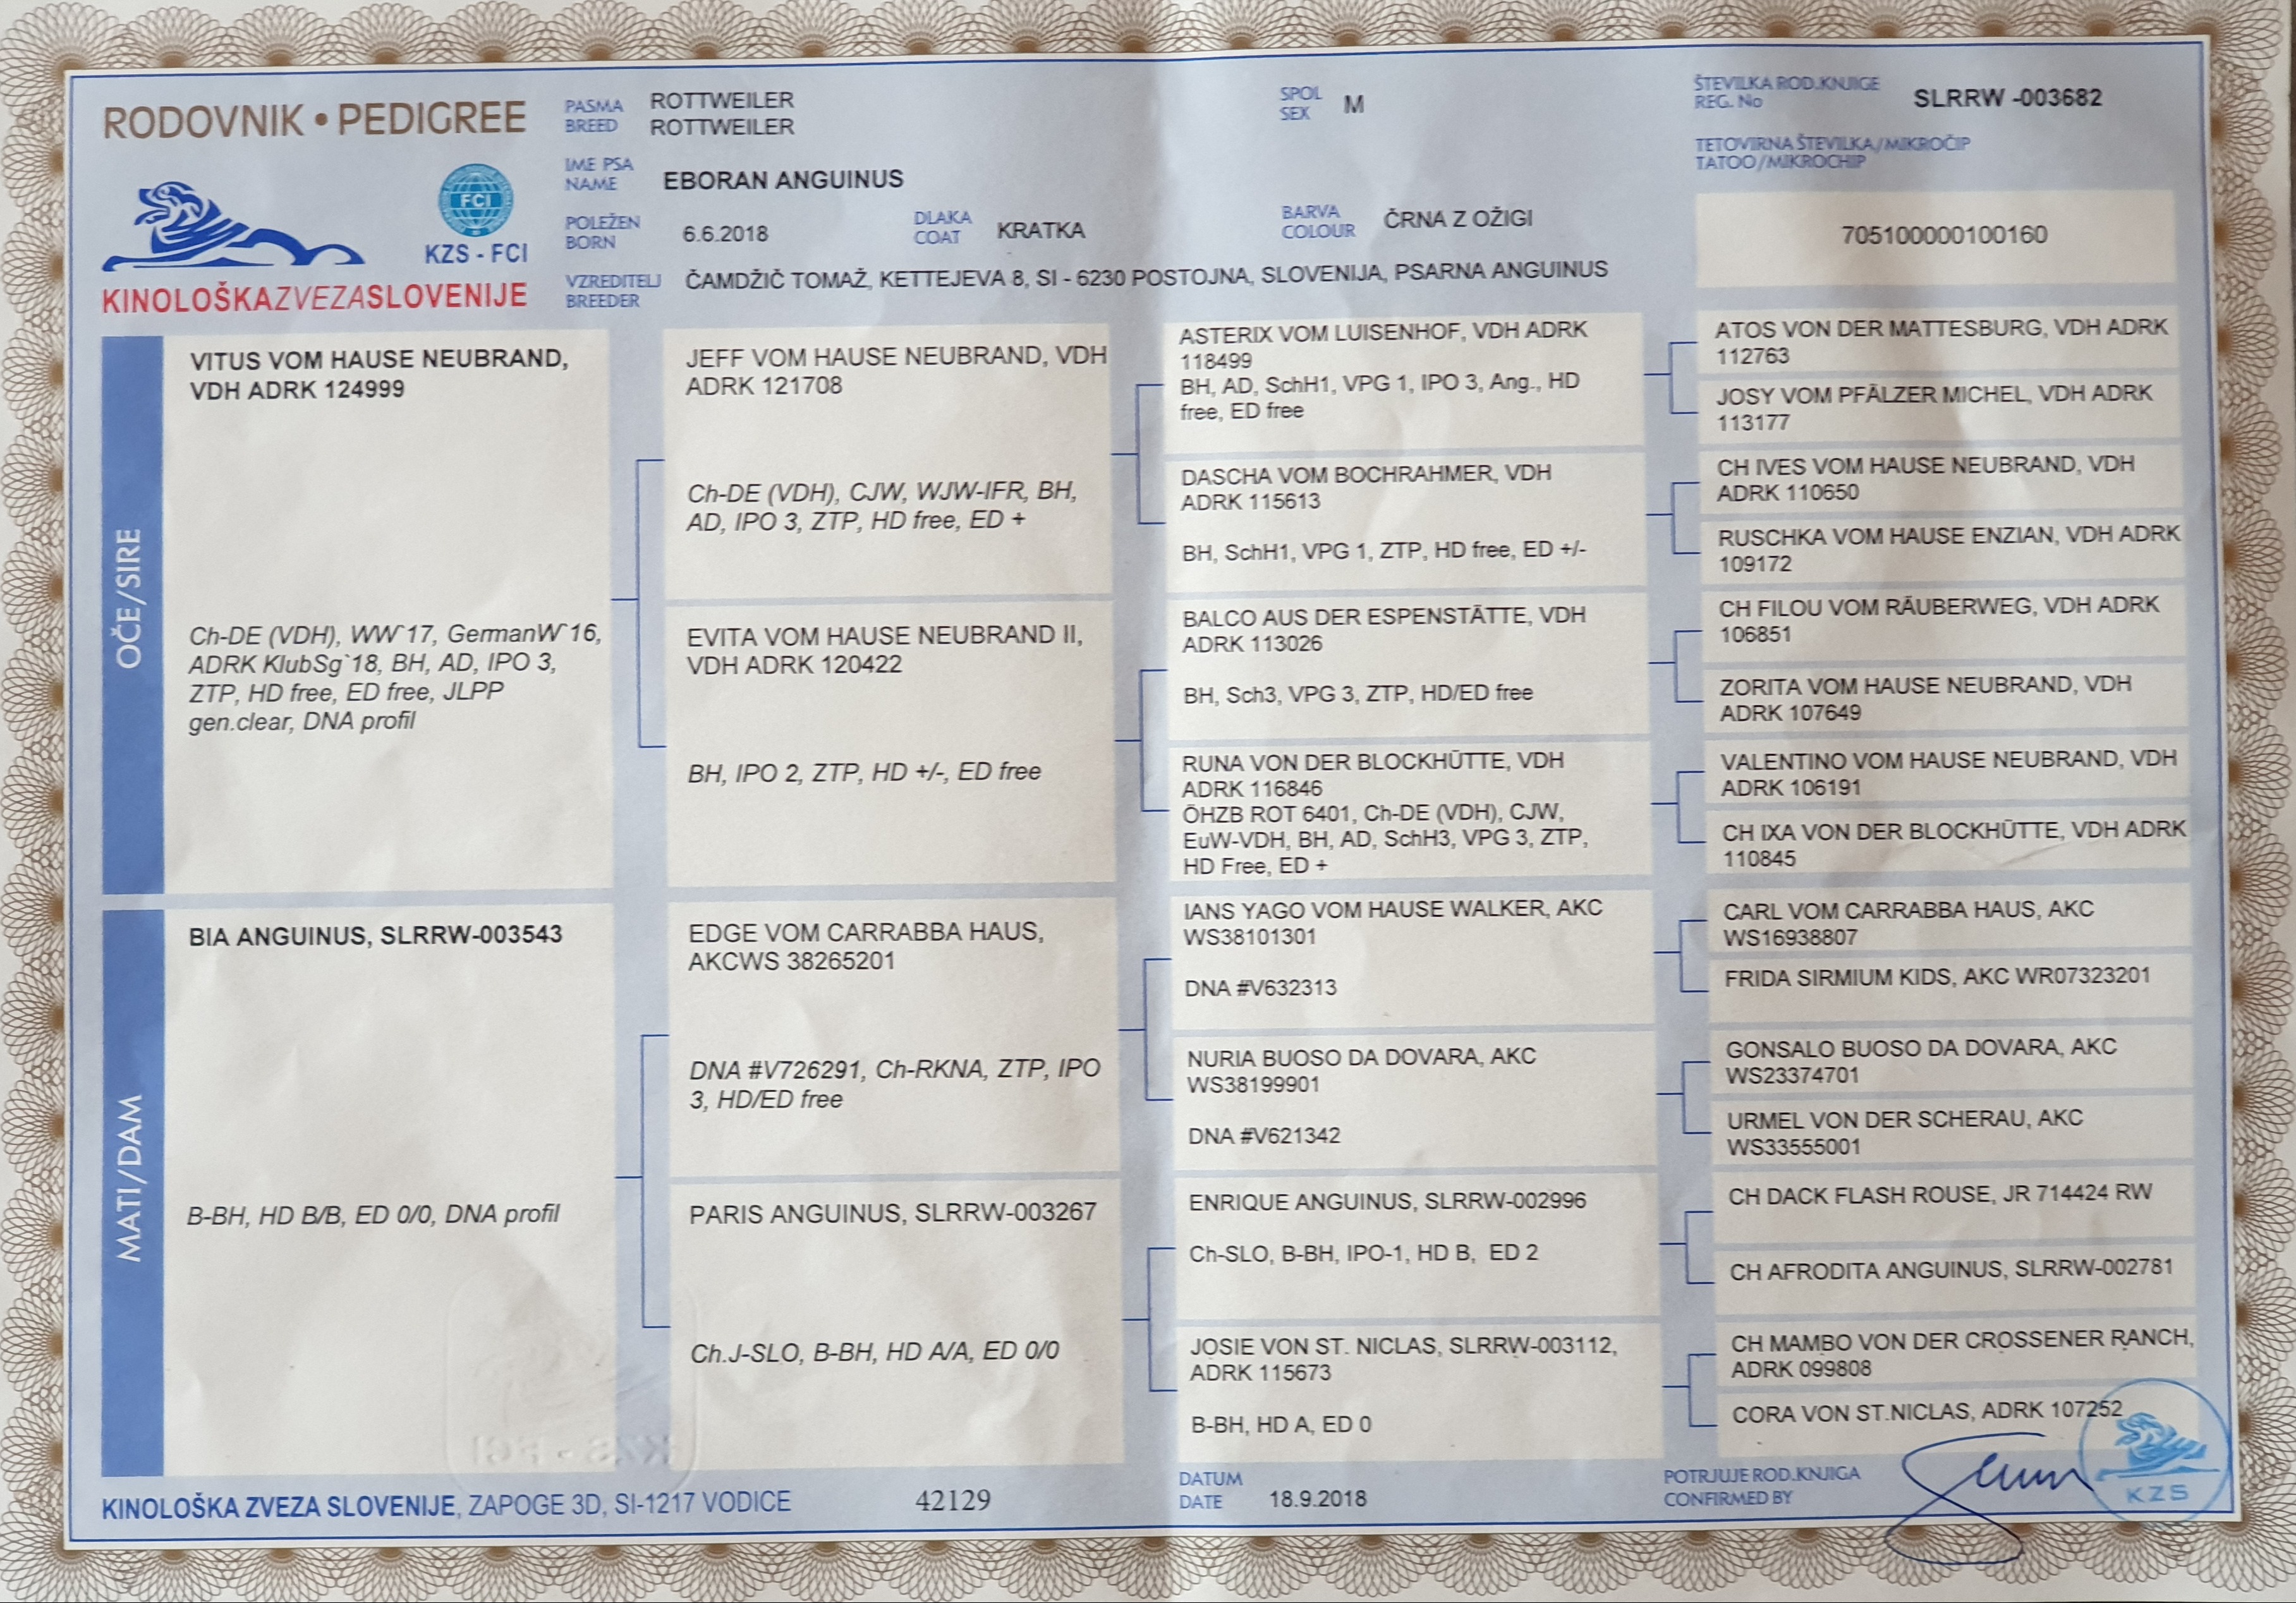 RODOVNIK • PEDIGREE
KZS - FCI
FCI
KINOLOŠKAZVEZASLOVENIJE
PASMA
BREED
ROTTWEILER
ROTTWEILER
SPOL
SEX
M
ŠTEVILKA ROD.KNJIGE
REG. No
SLRRW -003682
IME PSA
NAME
EBORAN ANGUINUS
TETOVIRNA ŠTEVILKA/MIKROČIP
TATOO/MIKROCHIP
705100000100160
POLEŽEN
BORN
6.6.2018
DLAKA
COAT
KRATKA
BARVA
COLOUR
ČRNA Z OŽIGI
VZREDITELJ
BREEDER
ČAMDŽIČ TOMAŽ, KETTEJEVA 8, SI - 6230 POSTOJNA, SLOVENIJA, PSARNA ANGUINUS
OČE/SIRE
VITUS VOM HAUSE NEUBRAND,
VDH ADRK 124999
Ch-DE (VDH), WW`17, GermanW`16,
ADRK KlubSg`18, BH, AD, IPO 3,
ZTP, HD free, ED free, JLPP
gen.clear, DNA profil
JEFF VOM HAUSE NEUBRAND, VDH
ADRK 121708
Ch-DE (VDH), CJW, WJW-IFR, BH,
AD, IPO 3, ZTP, HD free, ED +
EVITA VOM HAUSE NEUBRAND II,
VDH ADRK 120422
BH, IPO 2, ZTP, HD +/-, ED free
ASTERIX VOM LUISENHOF, VDH ADRK
118499
BH, AD, SchH1, VPG 1, IPO 3, Ang., HD
free, ED free
DASCHA VOM BOCHRAHMER, VDH
ADRK 115613
BH, SchH1, VPG 1, ZTP, HD free, ED +/-
BALCO AUS DER ESPENSTÄTTE, VDH
ADRK 113026
BH, Sch3, VPG 3, ZTP, HD/ED free
RUNA VON DER BLOCKHÜTTE, VDH
ADRK 116846
ÖHZB ROT 6401, Ch-DE (VDH), CJW,
EuW-VDH, BH, AD, SchH3, VPG 3, ZTP,
HD Free, ED +
ATOS VON DER MATTESBURG, VDH ADRK
112763
JOSY VOM PFÄLZER MICHEL, VDH ADRK
113177
CH IVES VOM HAUSE NEUBRAND, VDH
ADRK 110650
RUSCHKA VOM HAUSE ENZIAN, VDH ADRK
109172
CH FILOU VOM RÄUBERWEG, VDH ADRK
106851
ZORITA VOM HAUSE NEUBRAND, VDH
ADRK 107649
VALENTINO VOM HAUSE NEUBRAND, VDH
ADRK 106191
CH IXA VON DER BLOCKHÜTTE, VDH ADRK
110845
MATI/DAM
BIA ANGUINUS, SLRRW-003543
B-BH, HD B/B, ED 0/0, DNA profil
EDGE VOM CARRABBA HAUS,
AKCWS 38265201
DNA #V726291, Ch-RKNA, ZTP, IPO
3, HD/ED free
PARIS ANGUINUS, SLRRW-003267
Ch.J-SLO, B-BH, HD A/A, ED 0/0
IANS YAGO VOM HAUSE WALKER, AKC
WS38101301
DNA #V632313
NURIA BUOSO DA DOVARA, AKC
WS38199901
DNA #V621342
ENRIQUE ANGUINUS, SLRRW-002996
Ch-SLO, B-BH, IPO-1, HD B, ED 2
JOSIE VON ST. NICLAS, SLRRW-003112,
ADRK 115673
B-BH, HD A, ED 0
CARL VOM CARRABBA HAUS, AKC
WS16938807
FRIDA SIRMIUM KIDS, AKC WR07323201
GONSALO BUOSO DA DOVARA, AKC
WS23374701
URMEL VON DER SCHERAU, AKC
WS33555001
CH DACK FLASH ROUSE, JR 714424 RW
CH AFRODITA ANGUINUS, SLRRW-002781
CH MAMBO VON DER CROSSENER RANCH,
ADRK 099808
CORA VON ST.NICLAS, ADRK 107252
KZS - FCI
KINOLOŠKA ZVEZA SLOVENIJE, ZAPOGE 3D, SI-1217 VODICE
42129
DATUM
DATE
18.9.2018
POTRJUJE ROD.KNJIGA
CONFIRMED BY
KZS